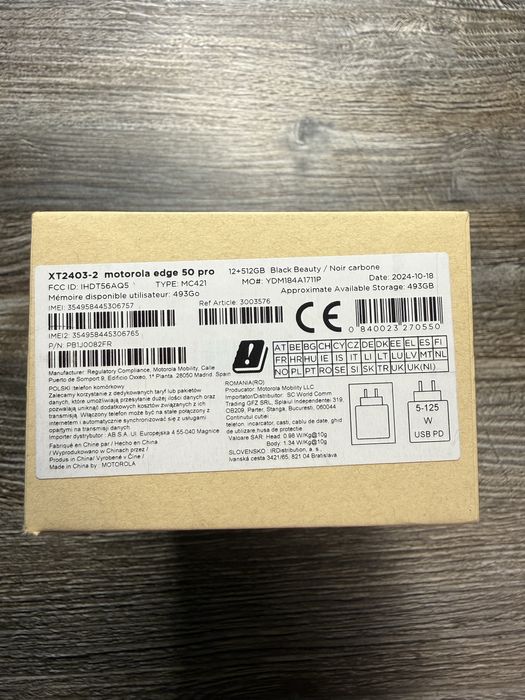 XT2403-2 motorola edge 50 pro 12+512GB Black Beauty / Noir carbone
FCC ID: IHDT56AQ5 TYPE: MC421 MO#: YDM184A1711P Date: 2024-10-18
Mémoire disponible utilisateur: 493Go Approximate Available Storage: 493GB
IMEI: 354958445306757 Ref Article: 3003576
IMEI2: 354958445306765
P/N: PB1J0082FR
CE
0 840023 270550
Manufacturer: Regulatory Compliance, Motorola Mobility, Calle
Puerto de Somport 9, Edificio Oxxeo, 1ª Planta, 28050 Madrid, Spain
AT BE BG CH CY CZ DE DK EE EL ES FI
FR HR HU IE IS IT LI LT LU LV MT NL
NO PL PT RO SE SI SK TR UK UK(NI)
POLSKI :telefon komórkowy
Zalecamy korzystanie z dedykowanych taryf lub pakietów
danych, które umożliwiają przesyłanie dużej ilości danych oraz
pozwalają uniknąć dodatkowych kosztów związanych z ich
transmisją. Włączony telefon może być na stałe połączony z
internetem i automatycznie synchronizować się z usługami
opartymi na transmisji danych.
Importer dystrybutor : AB S.A. Ul. Europejska 4 55-040 Magnice
Fabriqué en Chine par / Hecho en China
/ Wyprodukowano w Chinach przez /
Produs in China/ Vyrobené v Číne /
Made in China by : MOTOROLA
ROMANIA(RO)
Producator: Motorola Mobility LLC
Importator/Distributor: SC World Comm
Trading GFZ SRL, Splaiul Independentei 319,
OB209, Parter, Stanga, Bucuresti, 060044
Continutul cutiei:
telefon, incarcator, casti, cablu de date, ghid
de utilizare,husa de protectie
Valoare SAR: Head 0.98 W/Kg@10g
Body 1.34 W/Kg@10g
SLOVENSKO : IRDistribution, a. s.,
Ivanská cesta 3421/65, 821 04 Bratislava
5-125
W
USB PD